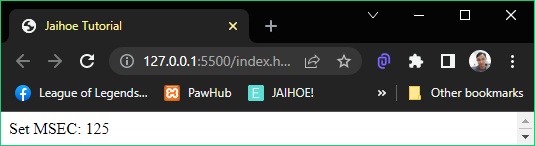 Jaihoe Tutorial
127.0.0.1:5500/index.h...
League of Legends... PawHub JAIHOE! » Other bookmarks
Set MSEC: 125